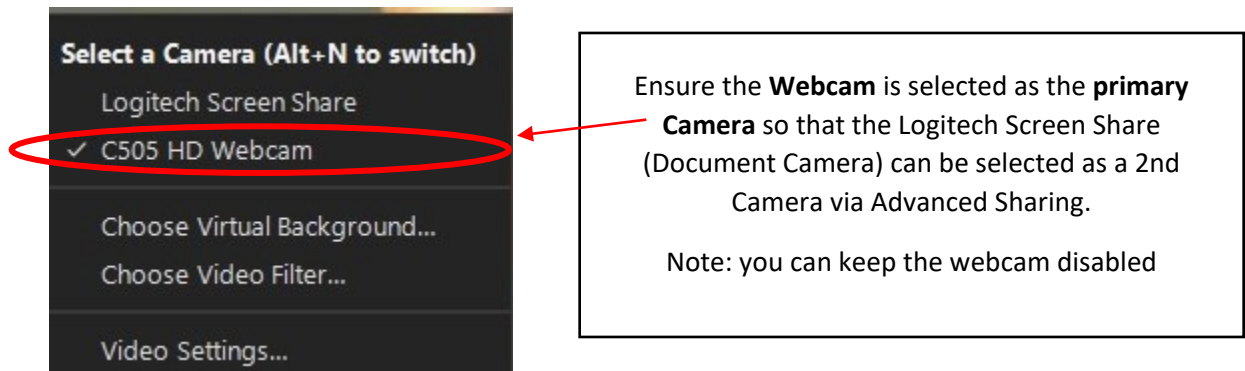 Select a Camera (Alt+N to switch)
Logitech Screen Share
✓ C505 HD Webcam
Choose Virtual Background...
Choose Video Filter...
Video Settings...
Ensure the Webcam is selected as the primary
Camera so that the Logitech Screen Share
(Document Camera) can be selected as a 2nd
Camera via Advanced Sharing.
Note: you can keep the webcam disabled